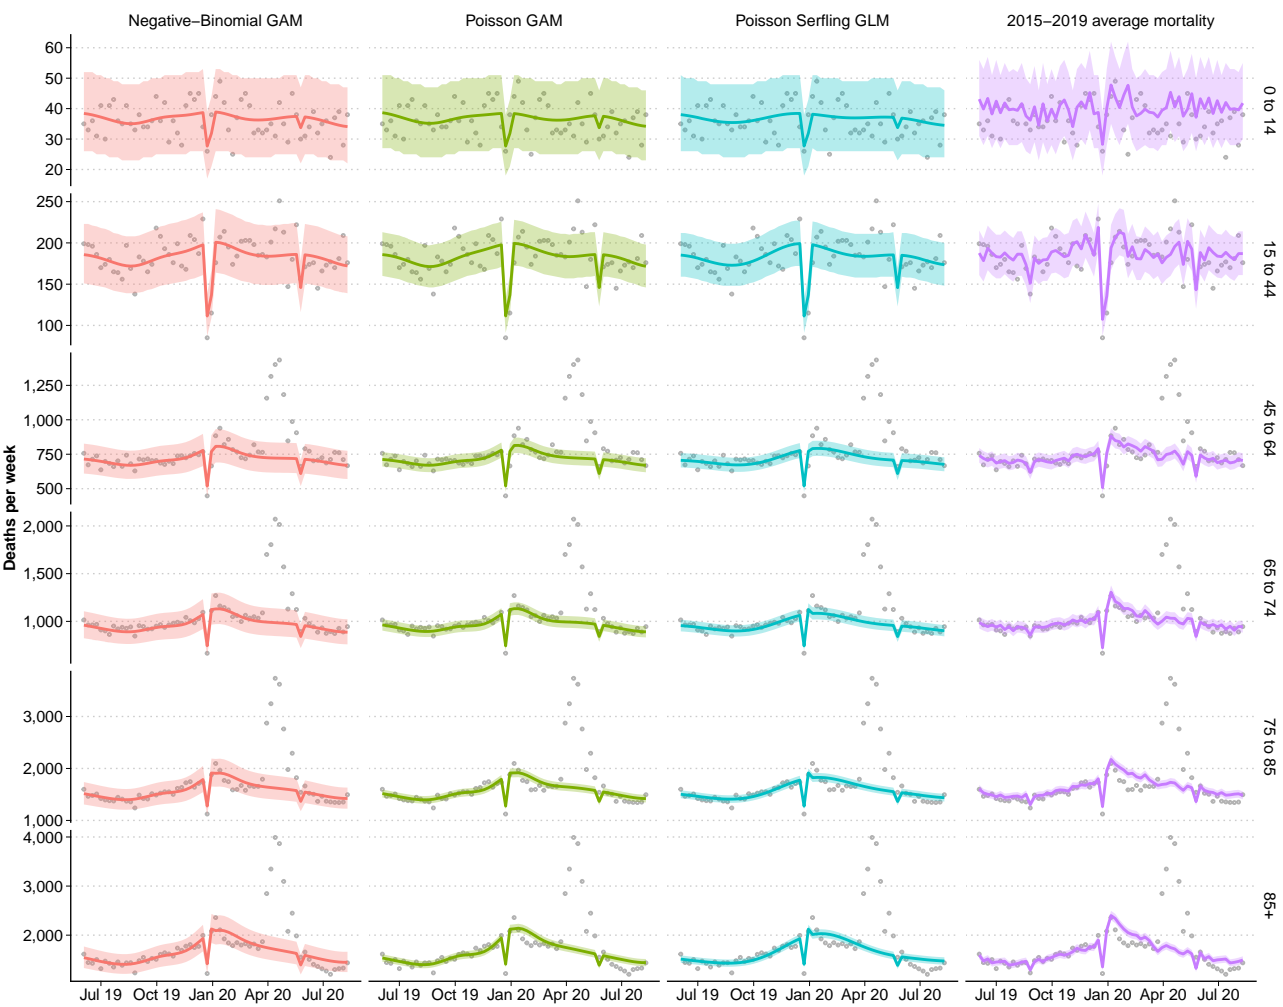 Negative−Binomial GAM
Poisson GAM
Poisson Serfling GLM
2015−2019 average mortality
Deaths per week
60
50
40
30
20
0 to 14
250
200
150
100
15 to 44
1,250
1,000
750
500
45 to 64
2,000
1,500
1,000
65 to 74
3,000
2,000
1,000
75 to 85
4,000
3,000
2,000
85+
Jul 19 Oct 19 Jan 20 Apr 20 Jul 20
Jul 19 Oct 19 Jan 20 Apr 20 Jul 20
Jul 19 Oct 19 Jan 20 Apr 20 Jul 20
Jul 19 Oct 19 Jan 20 Apr 20 Jul 20